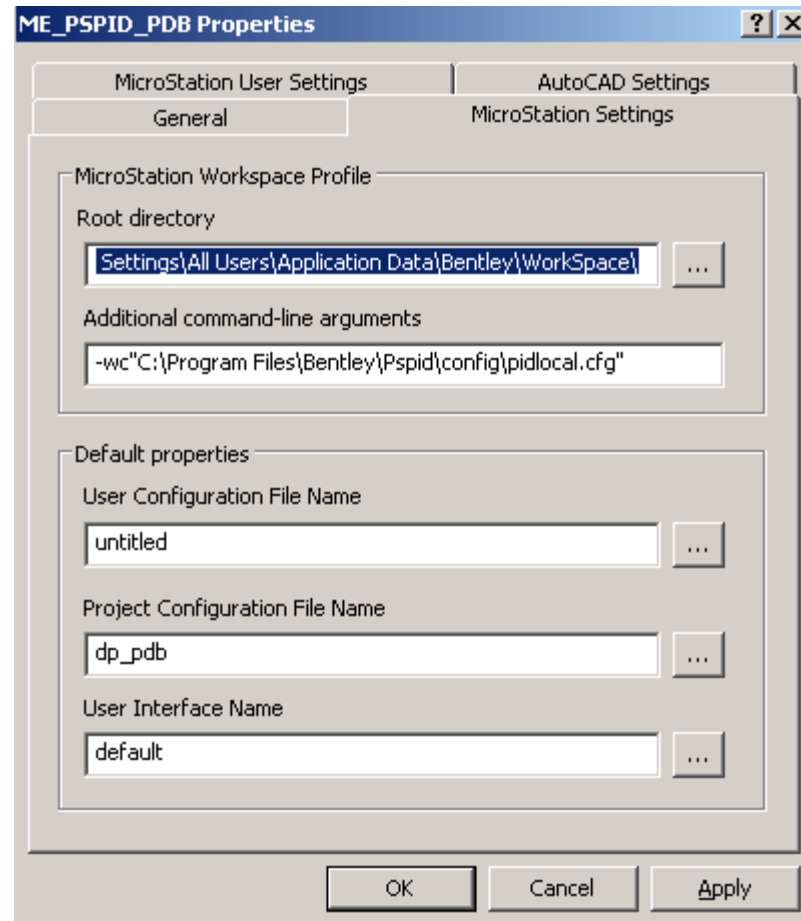 ME_PSPID_PDB Properties
MicroStation User Settings
AutoCAD Settings
General
MicroStation Settings
MicroStation Workspace Profile
Root directory
Settings\All Users\Application Data\Bentley\WorkSpace\
...
Additional command-line arguments
-wc"C:\Program Files\Bentley\Pspid\config\pidlocal.cfg"
Default properties
User Configuration File Name
untitled
...
Project Configuration File Name
dp_pdb
...
User Interface Name
default
...
OK
Cancel
Apply